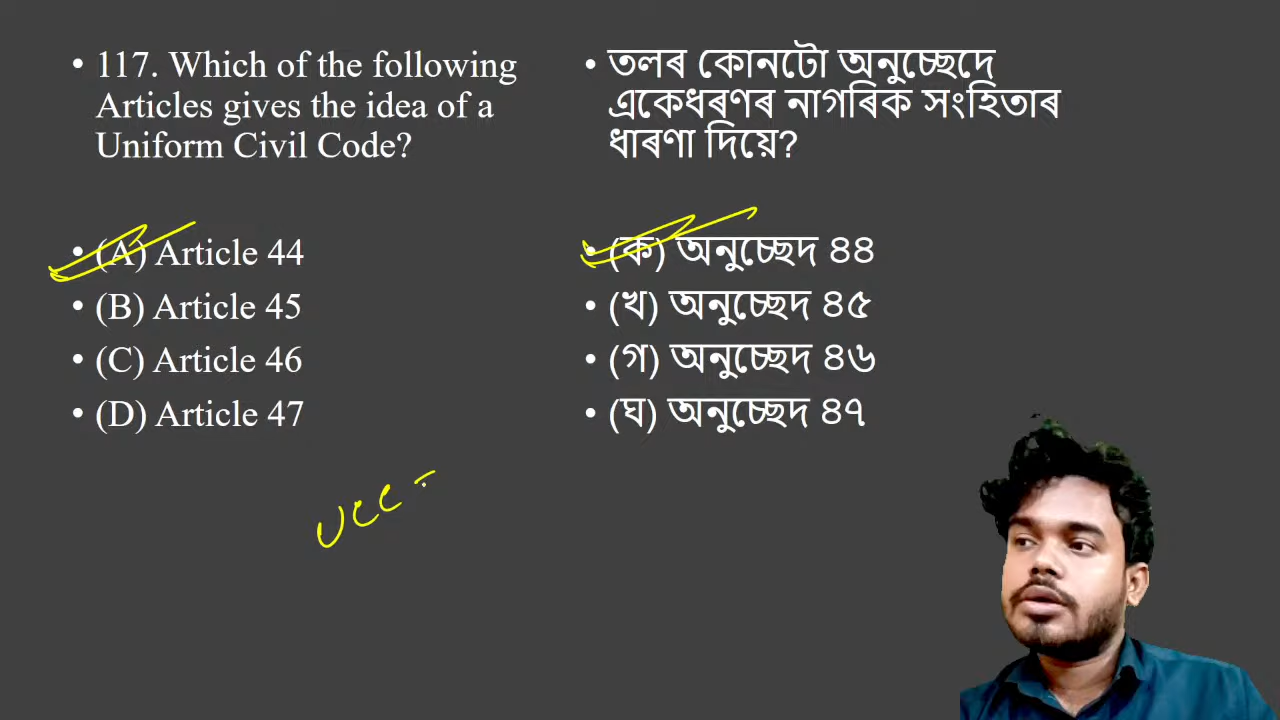 117. Which of the following
Articles gives the idea of a
Uniform Civil Code?
(A) Article 44
(B) Article 45
(C) Article 46
(D) Article 47
তলৰ কোনটো অনুচ্ছেদে
একেধৰণৰ নাগৰিক সংহিতাৰ
ধাৰণা দিয়ে?
(ক) অনুচ্ছেদ ৪৪
(খ) অনুচ্ছেদ ৪৫
(গ) অনুচ্ছেদ ৪৬
(ঘ) অনুচ্ছেদ ৪৭
UCC -